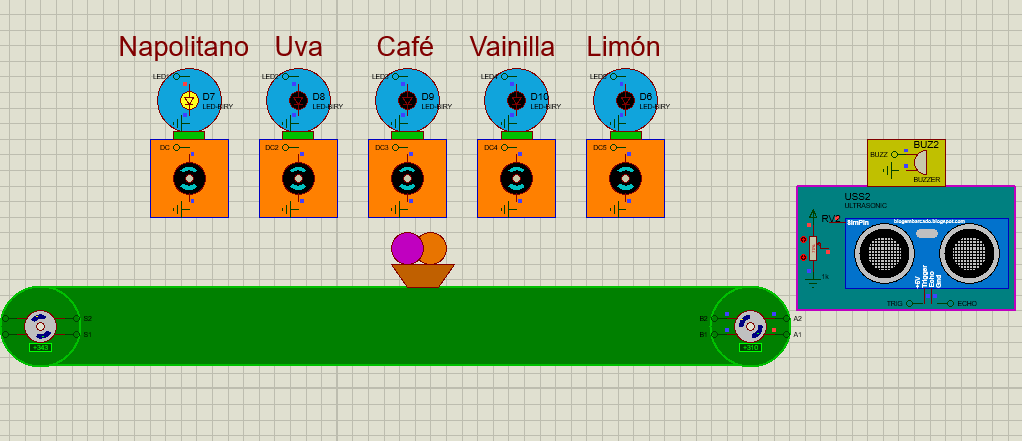 Napolitano Uva Café Vainilla Limón
LED1 LED2 LED3 LED4 LED5
D7 D8 D9 D10 D6
LED-BIRY LED-BIRY LED-BIRY LED-BIRY LED-BIRY
DC DC2 DC3 DC4 DC5
BUZ2
BUZZ
BUZZER
USS2
ULTRASONIC
RV2
SimPin blogembarcado.blogspot.com
+5V
Trigger
Echo
Gnd
1k
TRIG ECHO
S2 B2 A2
S1 B1 A1
+343 +310